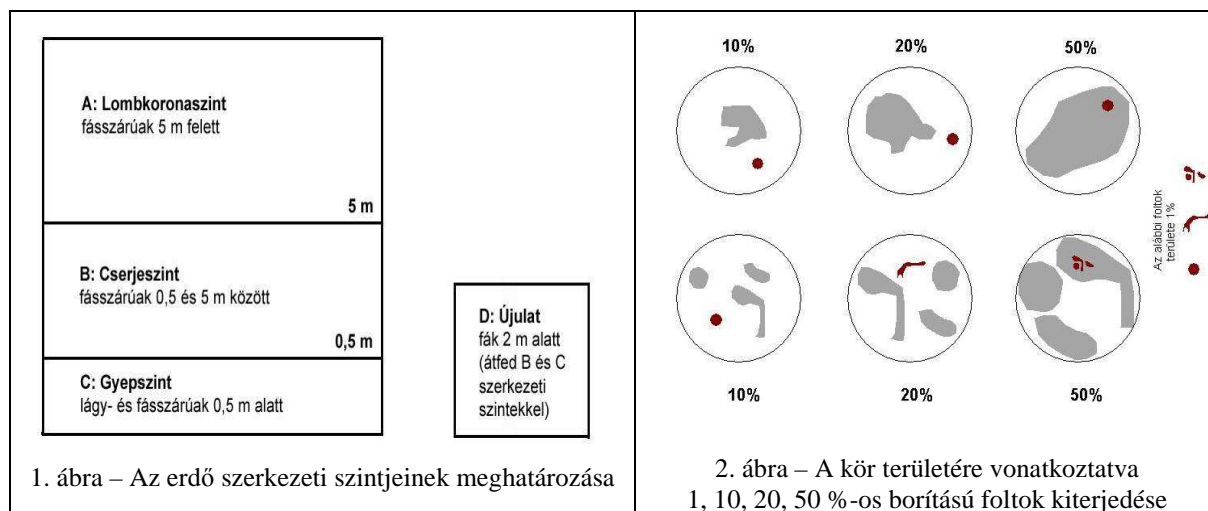 A: Lombkoronaszint
fásszárúak 5 m felett
5 m
B: Cserjeszint
fásszárúak 0,5 és 5 m között
0,5 m
C: Gyepszint
lágy- és fásszárúak 0,5 m alatt
D: Újulat
fák 2 m alatt
(átfed B és C
szerkezeti
szintekkel)
1. ábra – Az erdő szerkezeti szintjeinek meghatározása
10%
20%
50%
Az alábbi foltok
területe 1%
10%
20%
50%
2. ábra – A kör területére vonatkoztatva
1, 10, 20, 50 %-os borítású foltok kiterjedése